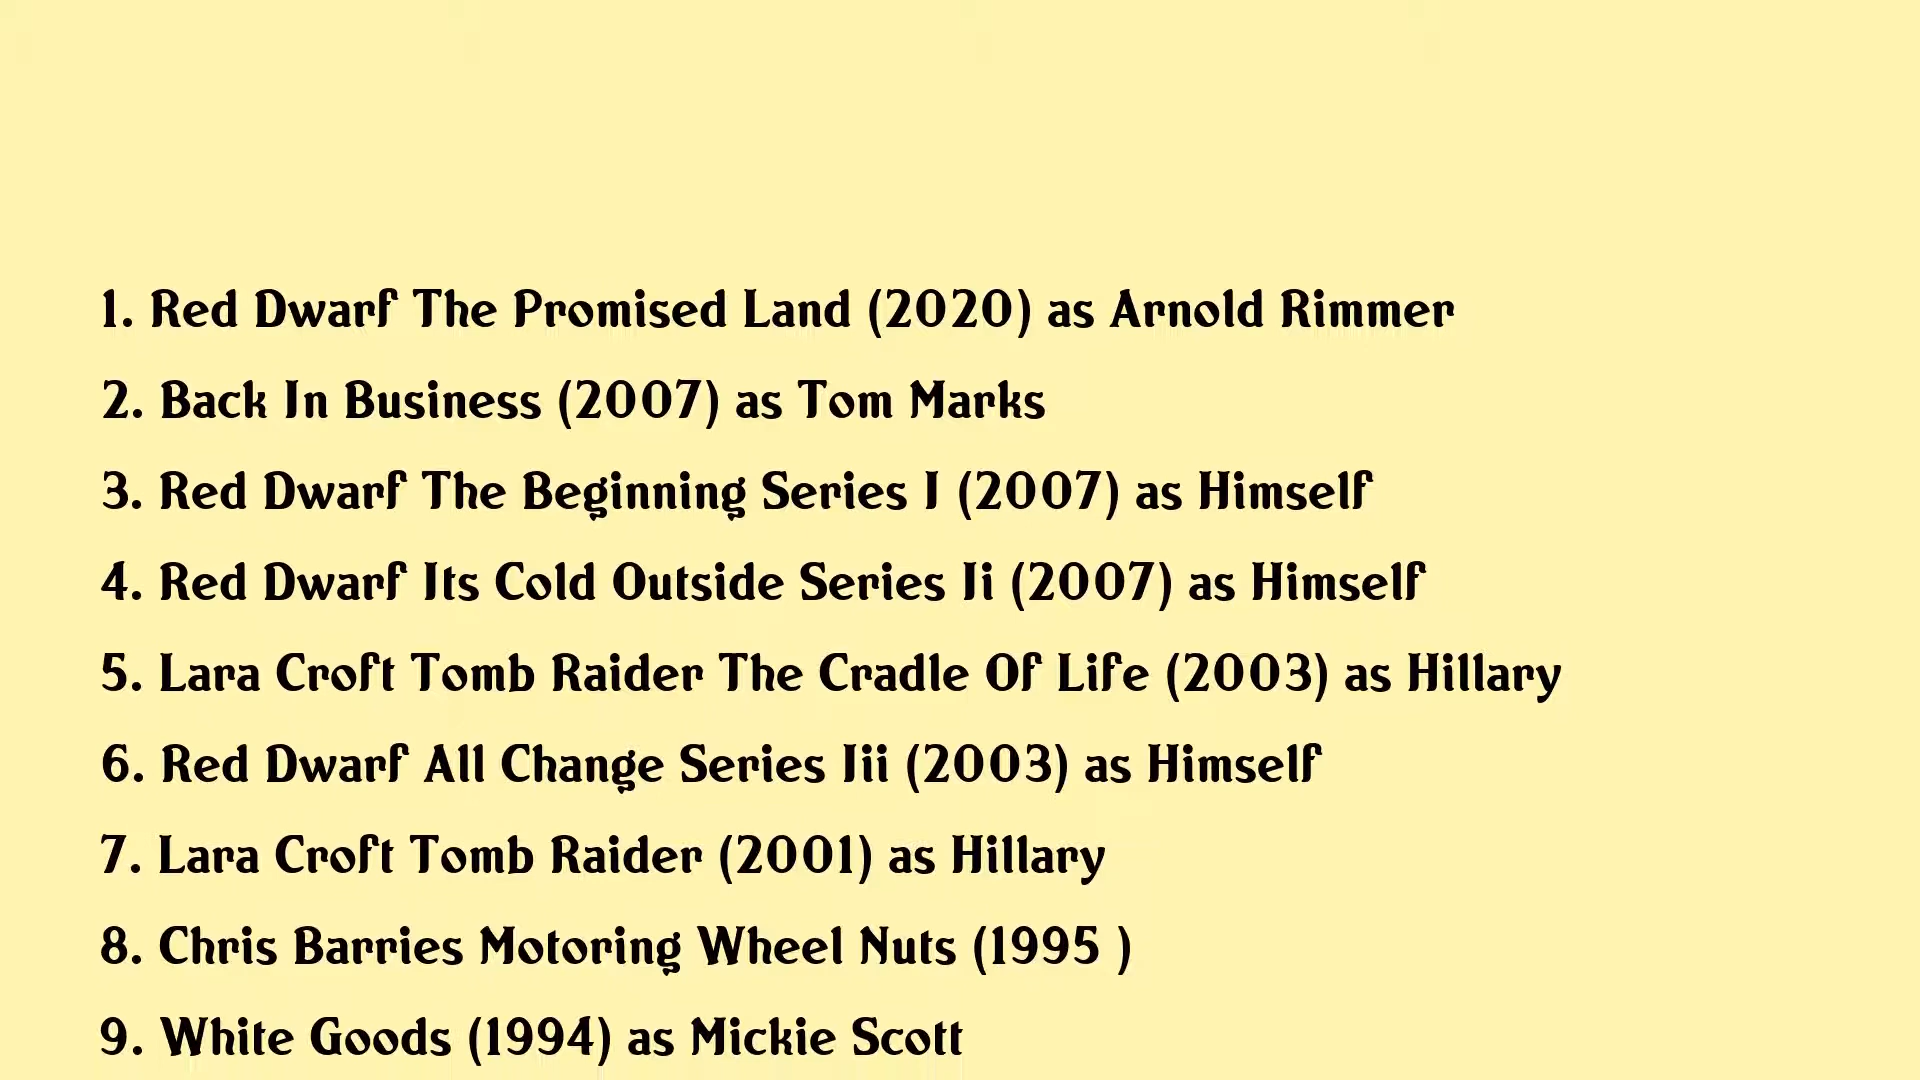 1. Red Dwarf The Promised Land (2020) as Arnold Rimmer
2. Back In Business (2007) as Tom Marks
3. Red Dwarf The Beginning Series I (2007) as Himself
4. Red Dwarf Its Cold Outside Series Ii (2007) as Himself
5. Lara Croft Tomb Raider The Cradle Of Life (2003) as Hillary
6. Red Dwarf All Change Series Iii (2003) as Himself
7. Lara Croft Tomb Raider (2001) as Hillary
8. Chris Barries Motoring Wheel Nuts (1995 )
9. White Goods (1994) as Mickie Scott